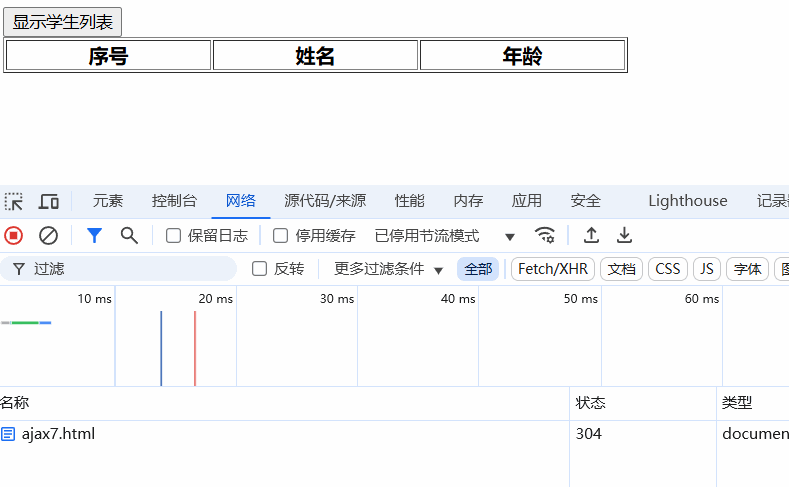 显示学生列表
序号 姓名 年龄
元素 控制台 网络 源代码/来源 性能 内存 应用 安全 Lighthouse 记录
保留日志 停用缓存 已停用节流模式
过滤 反转 更多过滤条件 全部 Fetch/XHR 文档 CSS JS 字体
10 ms 20 ms 30 ms 40 ms 50 ms 60 ms
名称 状态 类型
ajax7.html 304 documen